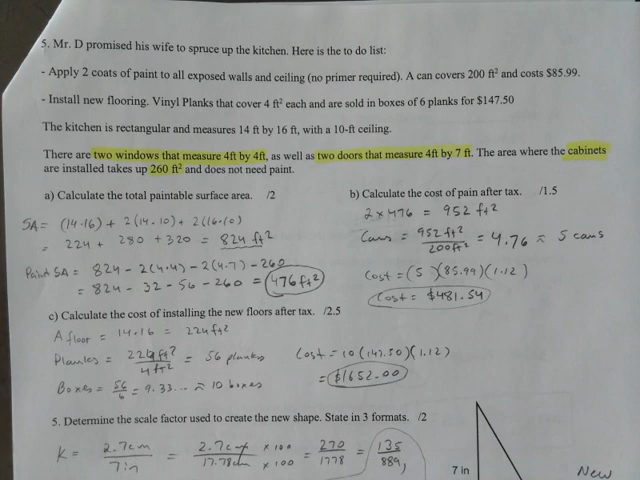 5. Mr. D promised his wife to spruce up the kitchen. Here is the to do list:
- Apply 2 coats of paint to all exposed walls and ceiling (no primer required). A can covers 200 ft² and costs $85.99.
- Install new flooring. Vinyl Planks that cover 4 ft² each and are sold in boxes of 6 planks for $147.50
The kitchen is rectangular and measures 14 ft by 16 ft, with a 10-ft ceiling.
There are two windows that measure 4ft by 4ft, as well as two doors that measure 4ft by 7 ft. The area where the cabinets
are installed takes up 260 ft² and does not need paint.
a) Calculate the total paintable surface area. /2
SA = (14·16) + 2(14·10) + 2(16·10)
= 224 + 280 + 320 = 824 ft²
Paint SA = 824 - 2(4·4) - 2(4·7) - 260
= 824 - 32 - 56 - 260 = 476 ft²
b) Calculate the cost of pain after tax. /1.5
2 x 476 = 952 ft²
Cans = 952 ft² / 200 ft² = 4.76 ≈ 5 cans
Cost = (5)(85.99)(1.12)
Cost = $481.54
c) Calculate the cost of installing the new floors after tax. /2.5
A floor = 14·16 = 224 ft²
Planks = 224 ft² / 4 ft² = 56 planks
Boxes = 56/6 = 9.33... ≈ 10 boxes
Cost = 10(147.50)(1.12)
= $1652.00
5. Determine the scale factor used to create the new shape. State in 3 formats. /2
K = 2.7cm / 7in = 2.7cm / 17.78cm x 100 / x 100 = 270 / 1778 = 135 / 889,
7 in
New